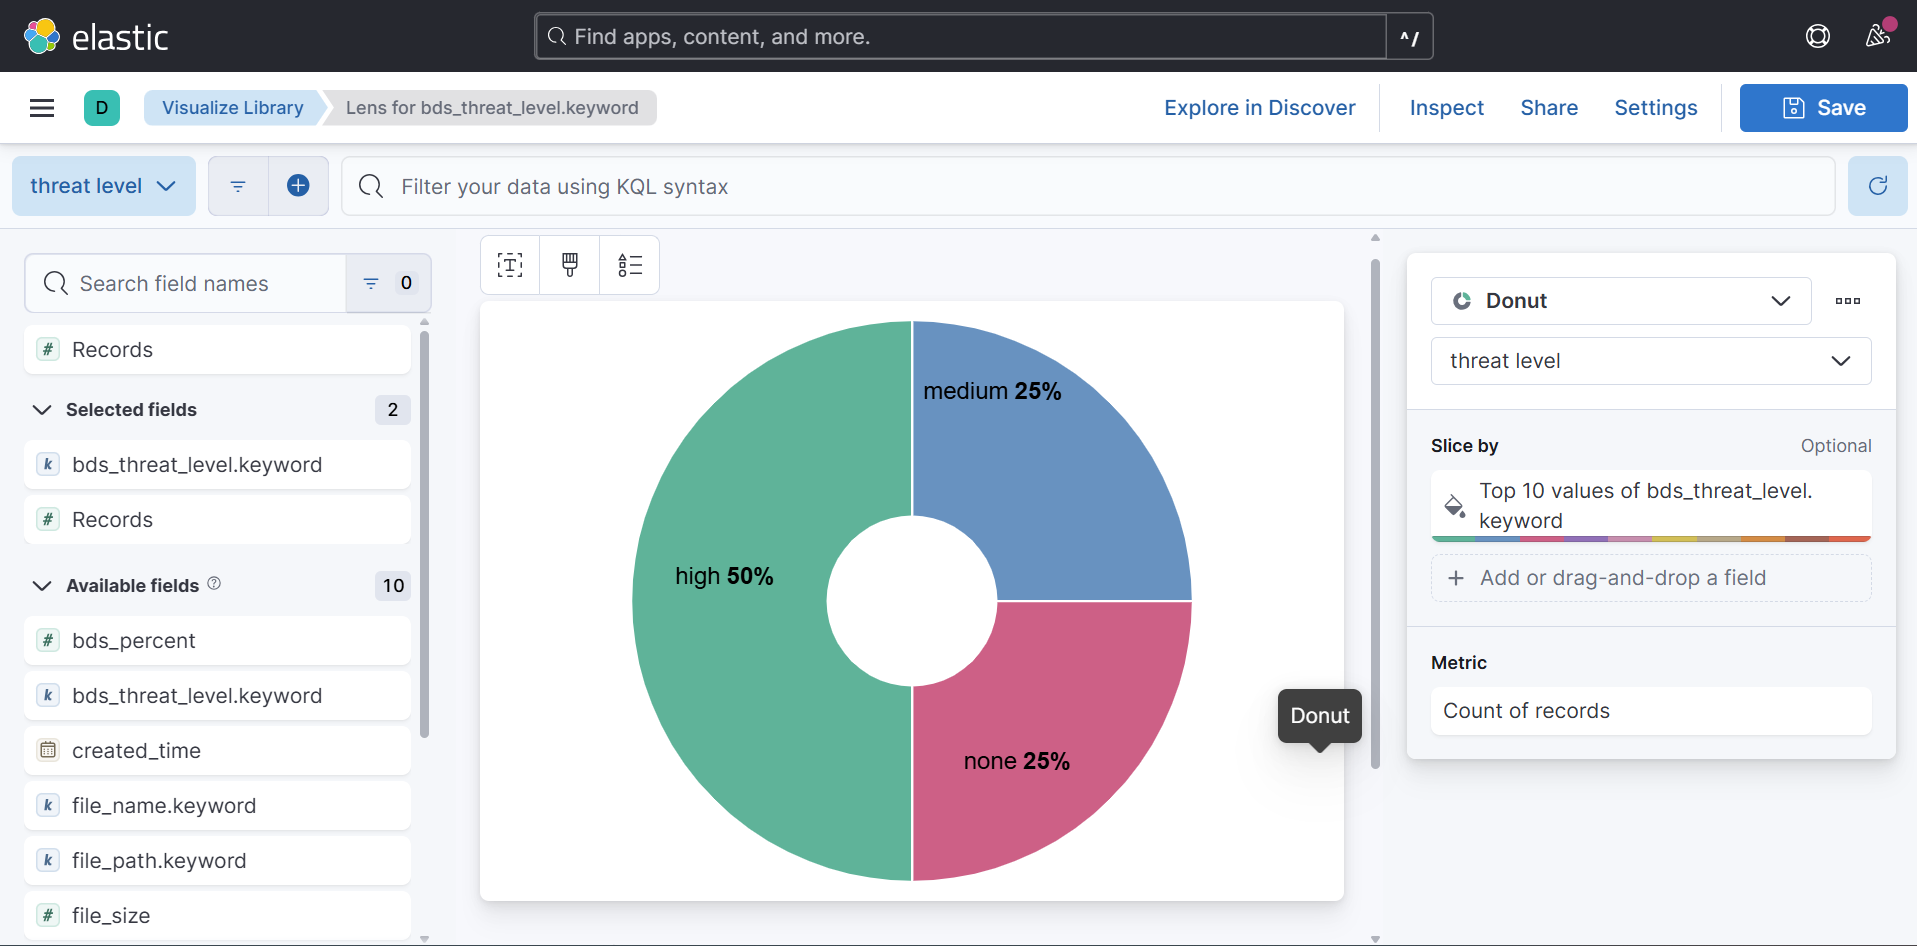 elastic
Find apps, content, and more.
^ /
D
Visualize Library
Lens for bds_threat_level.keyword
Explore in Discover
Inspect
Share
Settings
Save
threat level
Filter your data using KQL syntax
Search field names
0
# Records
Selected fields
2
k bds_threat_level.keyword
# Records
Available fields
10
# bds_percent
k bds_threat_level.keyword
created_time
k file_name.keyword
k file_path.keyword
# file_size
T
medium 25%
high 50%
none 25%
Donut
Donut
threat level
Slice by
Optional
Top 10 values of bds_threat_level.
keyword
Add or drag-and-drop a field
Metric
Count of records